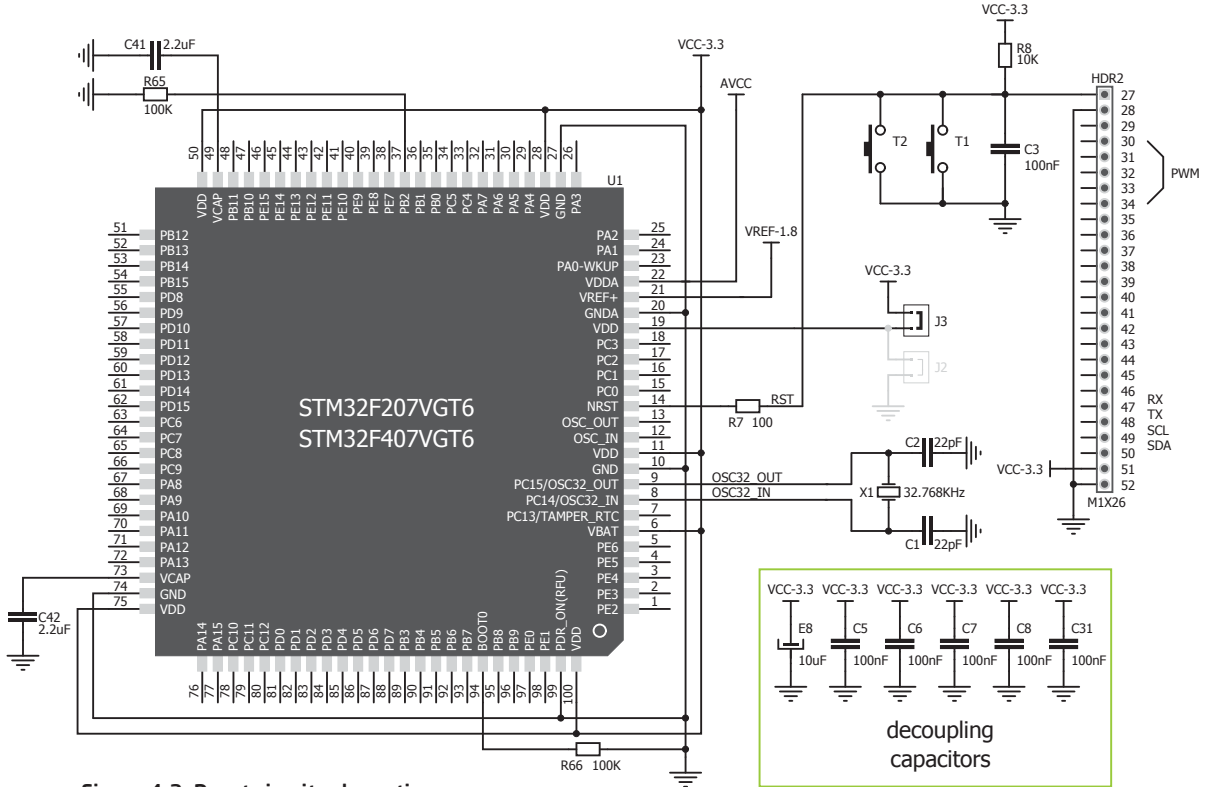 VCC-3.3
C41 2.2uF
R65
100K
VCC-3.3
AVCC
R8
10K
HDR2
T2
T1
C3
100nF
PWM
50
49
48
47
46
45
44
43
42
41
40
39
38
37
36
35
34
33
32
31
30
29
28
27
26
VDD
VCAP
PB11
PB10
PE15
PE14
PE13
PE12
PE11
PE10
PE9
PE8
PE7
PB2
PB1
PB0
PC5
PC4
PA7
PA6
PA5
PA4
VDD
GND
PA3
U1
51 PB12
52 PB13
53 PB14
54 PB15
55 PD8
56 PD9
57 PD10
58 PD11
59 PD12
60 PD13
61 PD14
62 PD15
63 PC6
64 PC7
65 PC8
66 PC9
67 PA8
68 PA9
69 PA10
70 PA11
71 PA12
72 PA13
73 VCAP
74 GND
75 VDD
STM32F207VGT6
STM32F407VGT6
PA2 25
PA1 24
PA0-WKUP 23
VDDA 22
VREF+ 21
GNDA 20
VDD 19
PC3 18
PC2 17
PC1 16
PC0 15
NRST 14
OSC_OUT 13
OSC_IN 12
VDD 11
GND 10
PC15/OSC32_OUT 9
PC14/OSC32_IN 8
PC13/TAMPER_RTC 7
VBAT 6
PE6 5
PE5 4
PE4 3
PE3 2
PE2 1
PA14
PA15
PC10
PC11
PC12
PD0
PD1
PD2
PD3
PD4
PD5
PD6
PD7
PB3
PB4
PB5
PB6
PB7
BOOT0
PB8
PB9
PE0
PE1
PDR_ON(RFU)
VDD
76
77
78
79
80
81
82
83
84
85
86
87
88
89
90
91
92
93
94
95
96
97
98
99
100
C42
2.2uF
R66 100K
VREF-1.8
VCC-3.3
J3
J2
RST
R7 100
OSC32_OUT
OSC32_IN
C2 22pF
X1 32.768KHz
C1 22pF
27
28
29
30
31
32
33
34
35
36
37
38
39
40
41
42
43
44
45
46
47 RX
48 TX
49 SCL
50 SDA
VCC-3.3 51
52
M1X26
VCC-3.3 VCC-3.3 VCC-3.3 VCC-3.3 VCC-3.3 VCC-3.3
E8 C5 C6 C7 C8 C31
10uF 100nF 100nF 100nF 100nF 100nF
decoupling
capacitors